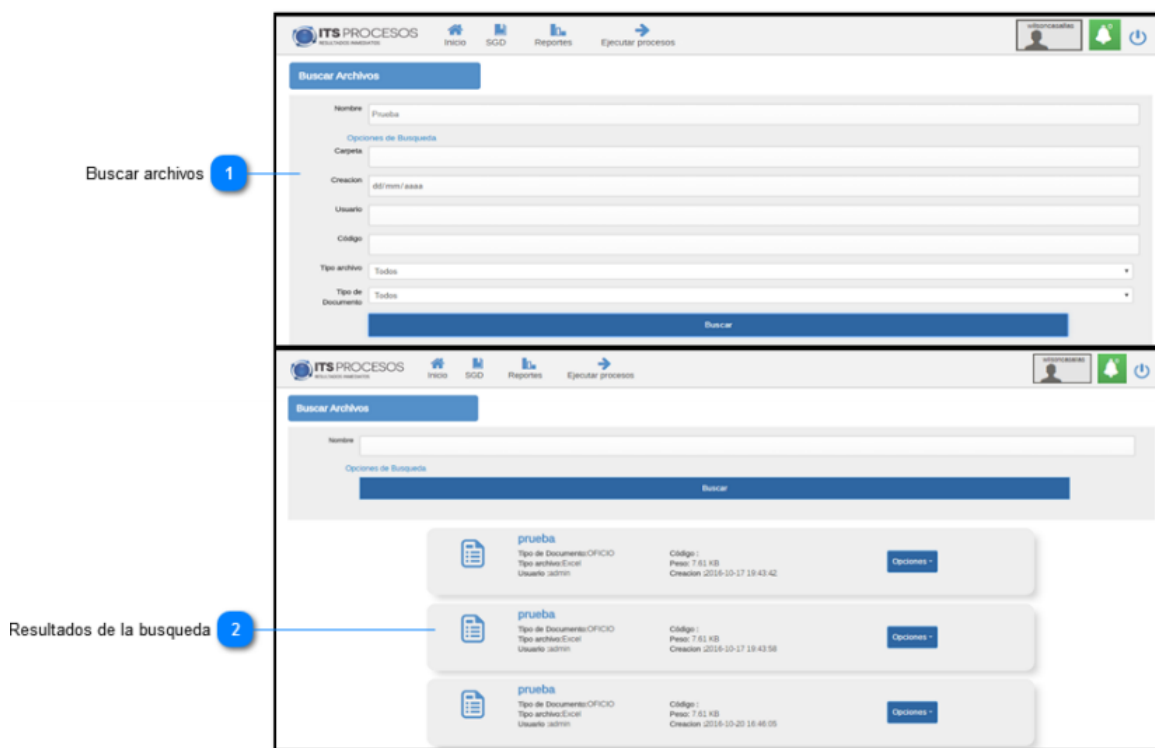 ITS PROCESOS
RESULTADOS INMEDIATOS
Inicio
SGD
Reportes
Ejecutar procesos
wilsoncasallas
Buscar Archivos
Nombre
Prueba
Opciones de Busqueda
Carpeta
Buscar archivos 1
Creacion
dd/mm/aaaa
Usuario
Código
Tipo archivo
Todos
Tipo de
Documento
Todos
Buscar
ITS PROCESOS
RESULTADOS INMEDIATOS
Inicio
SGD
Reportes
Ejecutar procesos
Buscar Archivos
Nombre
Opciones de Busqueda
Buscar
prueba
Tipo de Documento:OFICIO
Código :
Tipo archivo:Excel
Peso: 7.61 KB
Opciones
Usuario :admin
Creacion :2016-10-17 19:43:42
Resultados de la busqueda 2
prueba
Tipo de Documento:OFICIO
Código :
Tipo archivo:Excel
Peso: 7.61 KB
Opciones
Usuario :admin
Creacion :2016-10-17 19:43:58
prueba
Tipo de Documento:OFICIO
Código :
Tipo archivo:Excel
Peso: 7.61 KB
Opciones
Usuario :admin
Creacion :2016-10-20 16:46:05